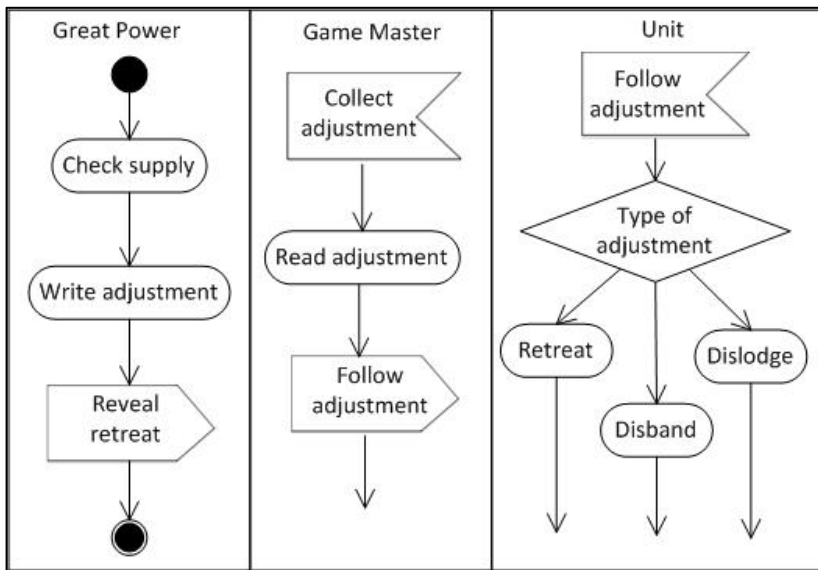 Great Power
Check supply
Write adjustment
Reveal
retreat
Game Master
Collect
adjustment
Read adjustment
Follow
adjustment
Unit
Follow
adjustment
Type of
adjustment
Retreat
Dislodge
Disband